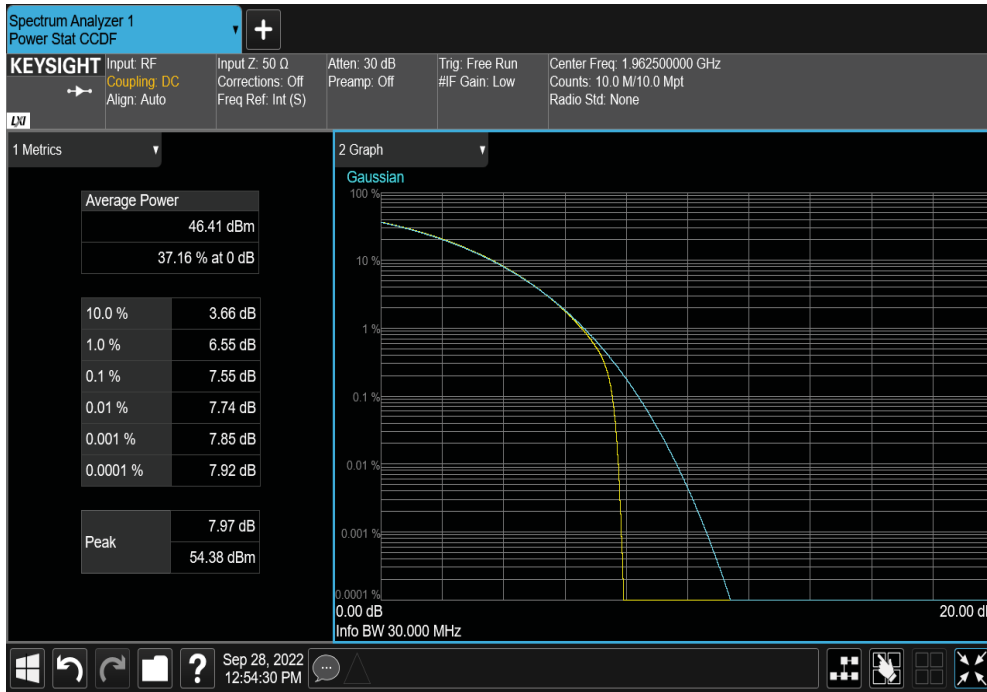 Spectrum Analyzer 1
Power Stat CCDF
+
KEYSIGHT
LXI
Input: RF
Coupling: DC
Align: Auto
Input Z: 50 Ω
Corrections: Off
Freq Ref: Int (S)
Atten: 30 dB
Preamp: Off
Trig: Free Run
#IF Gain: Low
Center Freq: 1.962500000 GHz
Counts: 10.0 M/10.0 Mpt
Radio Std: None
1 Metrics
Average Power
46.41 dBm
37.16 % at 0 dB
10.0 % 3.66 dB
1.0 % 6.55 dB
0.1 % 7.55 dB
0.01 % 7.74 dB
0.001 % 7.85 dB
0.0001 % 7.92 dB
Peak
7.97 dB
54.38 dBm
2 Graph
Gaussian
100 %
10 %
1 %
0.1 %
0.01 %
0.001 %
0.0001 %
0.00 dB 20.00 d
Info BW 30.000 MHz
?
Sep 28, 2022
12:54:30 PM